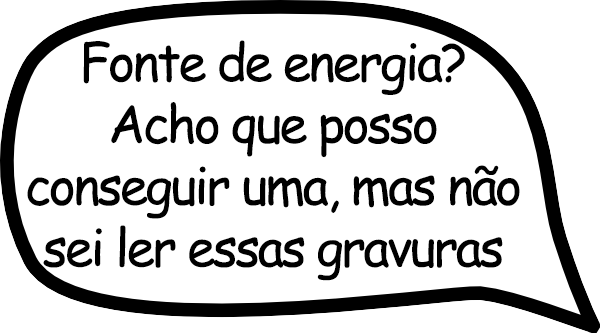 Fonte de energia?
Acho que posso
conseguir uma, mas não
sei ler essas gravuras